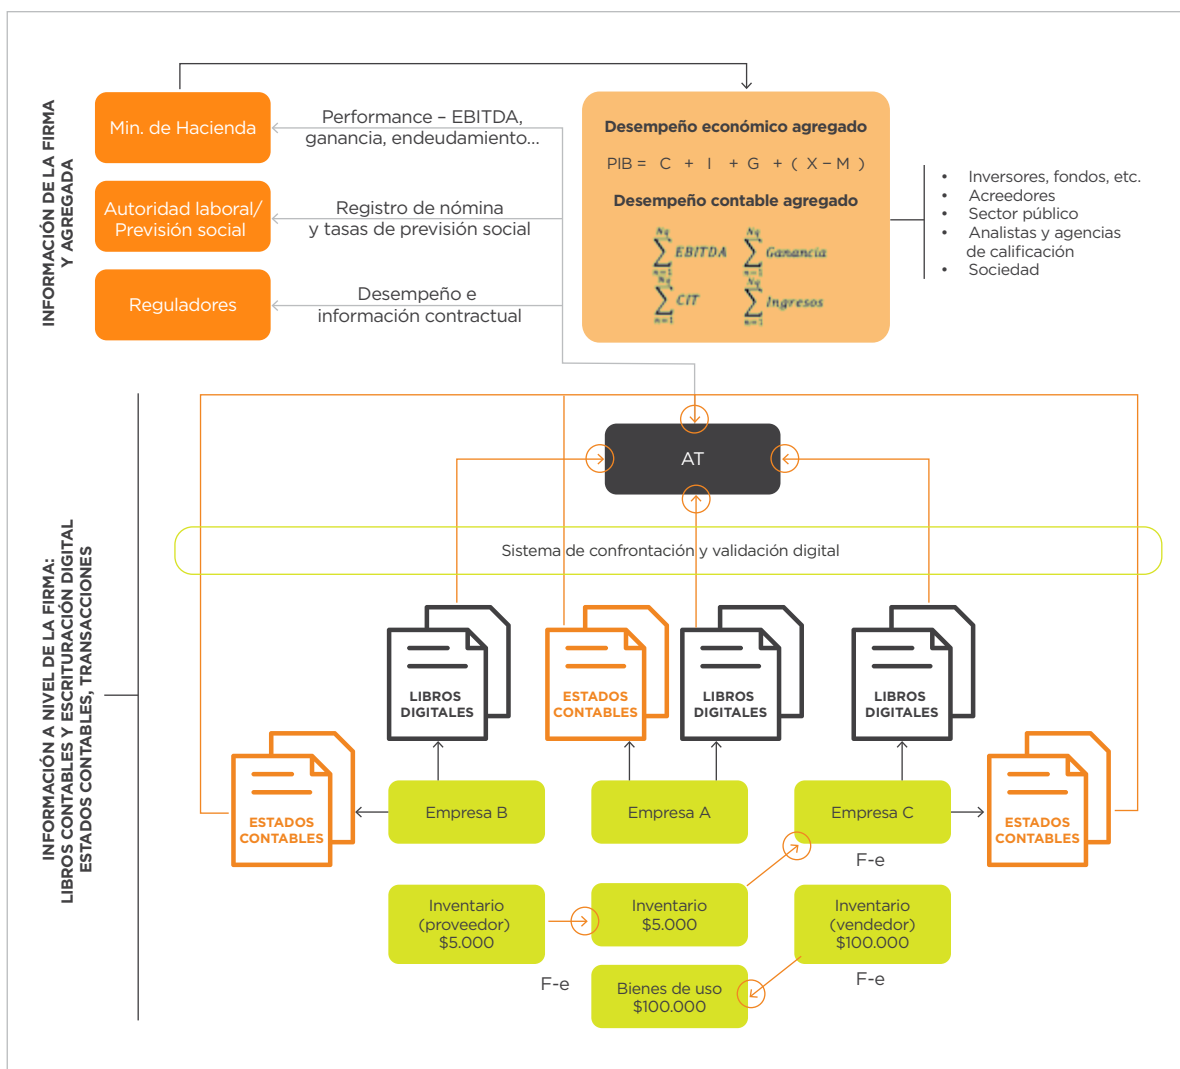 INFORMACIÓN DE LA FIRMA
Y AGREGADA
Min. de Hacienda
Performance – EBITDA,
ganancia, endeudamiento...
Autoridad laboral/
Previsión social
Registro de nómina
y tasas de previsión social
Reguladores
Desempeño e
información contractual
Desempeño económico agregado
PIB = C + I + G + ( X – M )
Desempeño contable agregado
∑ EBITDA ∑ Ganancia
∑ CIT ∑ Ingresos
• Inversores, fondos, etc.
• Acreedores
• Sector público
• Analistas y agencias
de calificación
• Sociedad
INFORMACIÓN A NIVEL DE LA FIRMA:
LIBROS CONTABLES Y ESCRITURACIÓN DIGITAL
ESTADOS CONTABLES, TRANSACCIONES
AT
Sistema de confrontación y validación digital
LIBROS
DIGITALES
ESTADOS
CONTABLES
LIBROS
DIGITALES
LIBROS
DIGITALES
ESTADOS
CONTABLES
Empresa B
Empresa A
Empresa C
ESTADOS
CONTABLES
F-e
Inventario
(proveedor)
$5.000
Inventario
$5.000
Inventario
(vendedor)
$100.000
F-e
Bienes de uso
$100.000
F-e